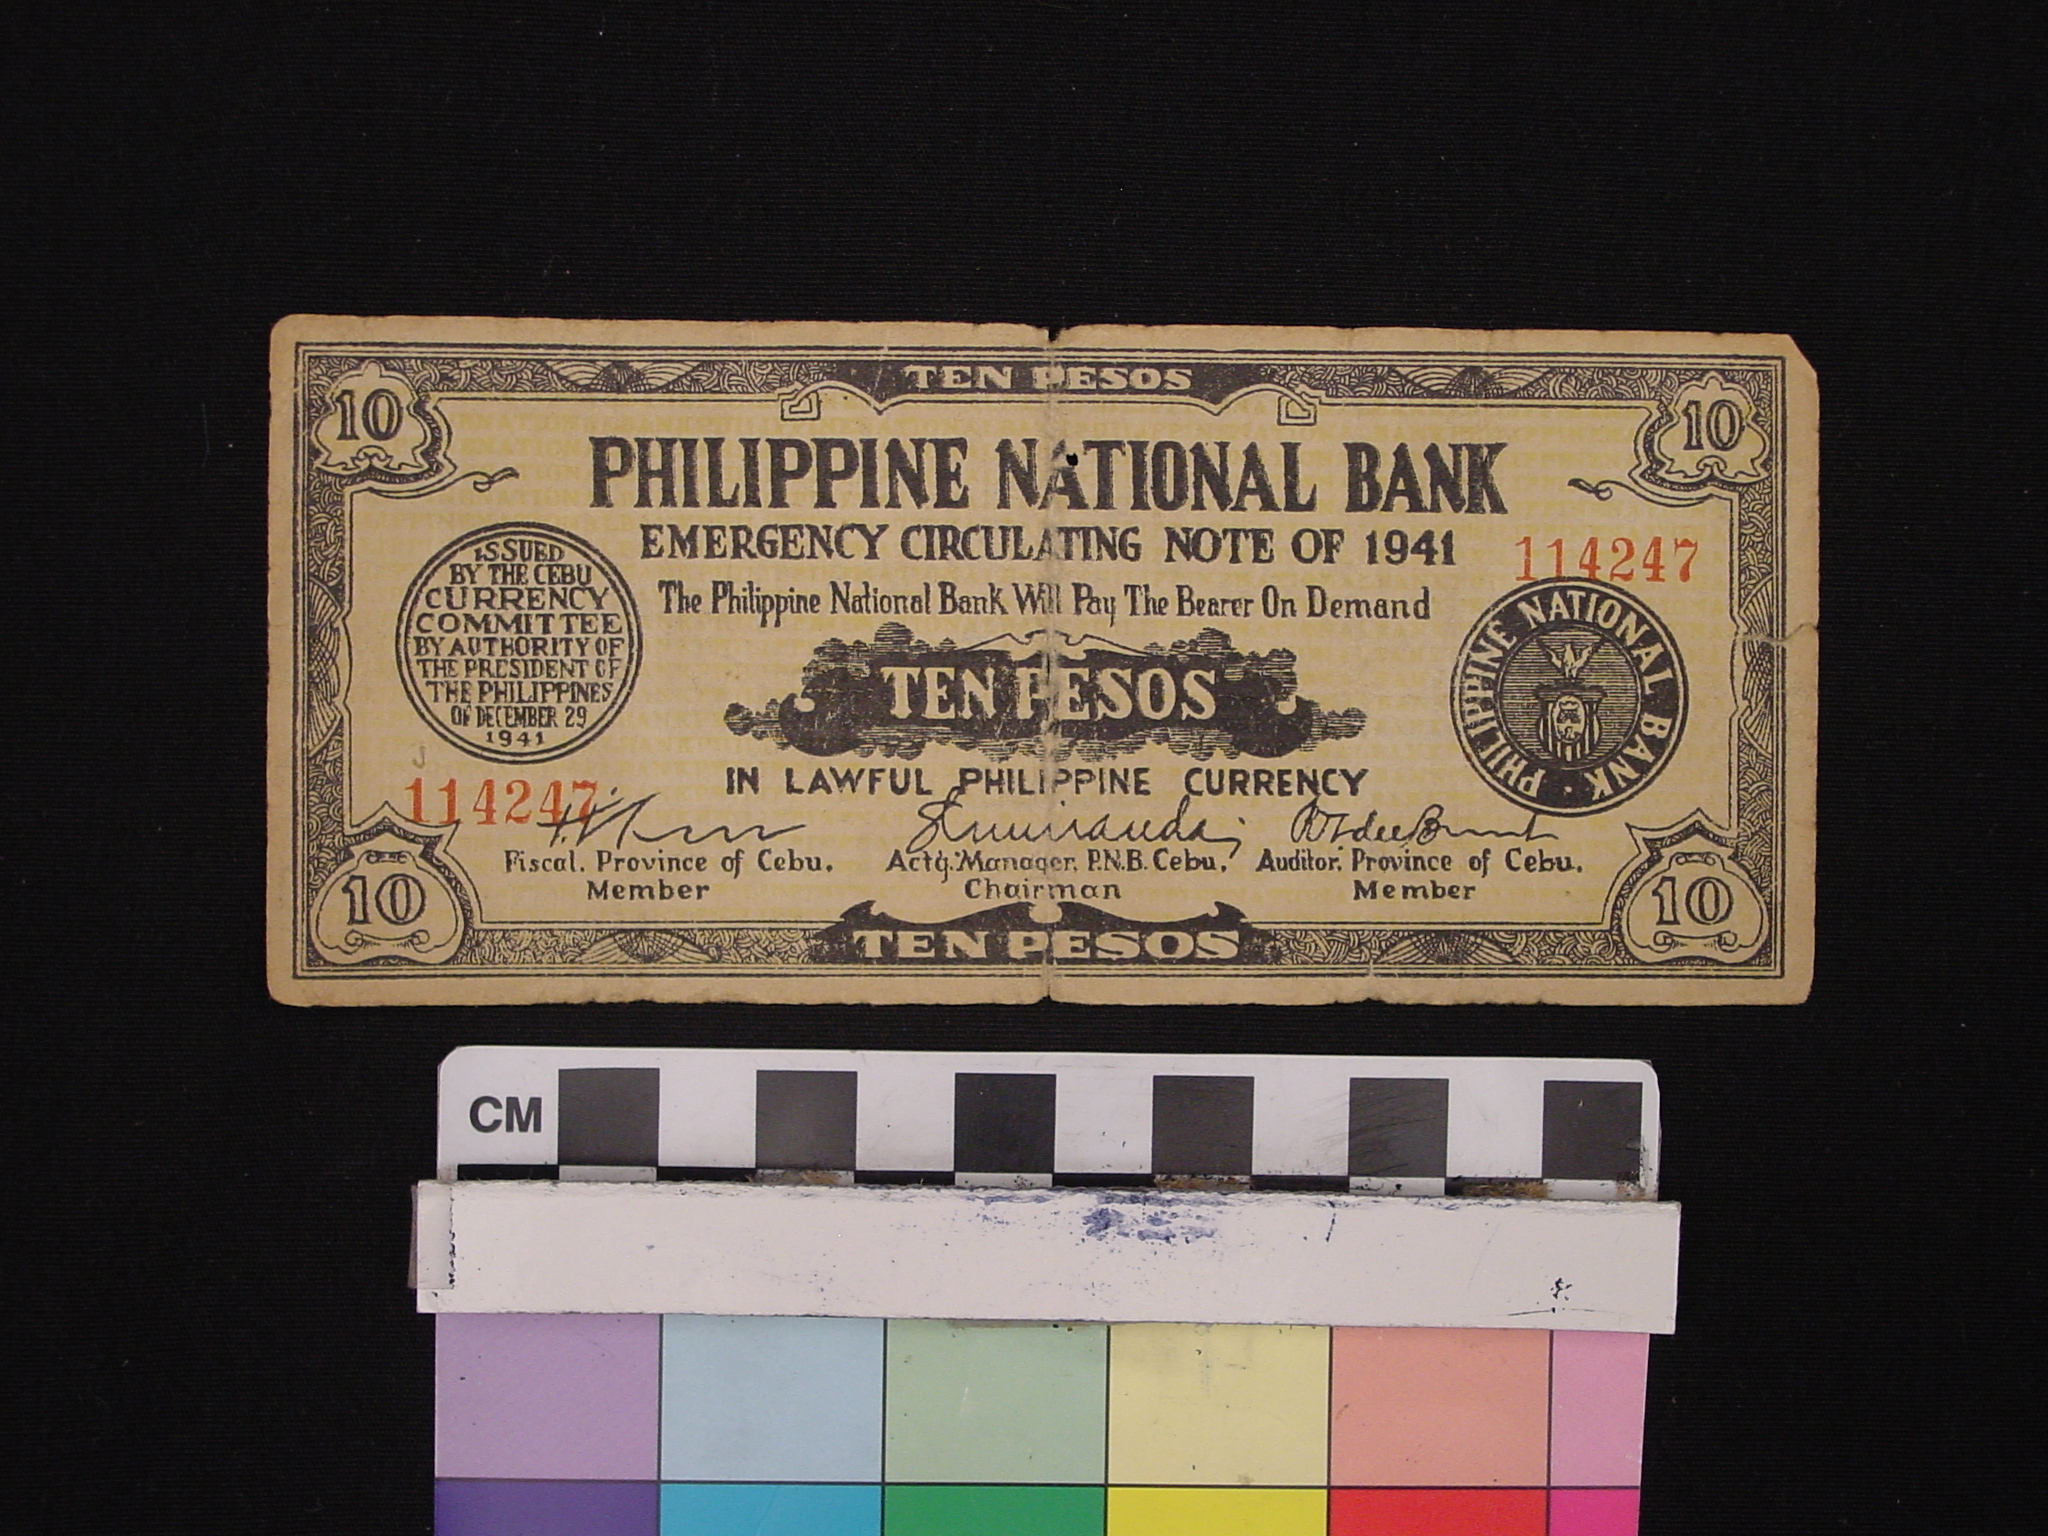 TEN PESOS
10
10
PHILIPPINE NATIONAL BANK
EMERGENCY CIRCULATING NOTE OF 1941
114247
The Philippine National Bank Will Pay The Bearer On Demand
ISSUED
BY THE CEBU
CURRENCY
COMMITTEE
BY AUTHORITY OF
THE PRESIDENT OF
THE PHILIPPINES
OF DECEMBER 29
1941
TEN PESOS
PHILIPPINE NATIONAL BANK
IN LAWFUL PHILIPPINE CURRENCY
114247
Fiscal, Province of Cebu,
Member
Act'g. Manager, P.N.B. Cebu,
Chairman
Auditor, Province of Cebu,
Member
10
10
TEN PESOS
CM